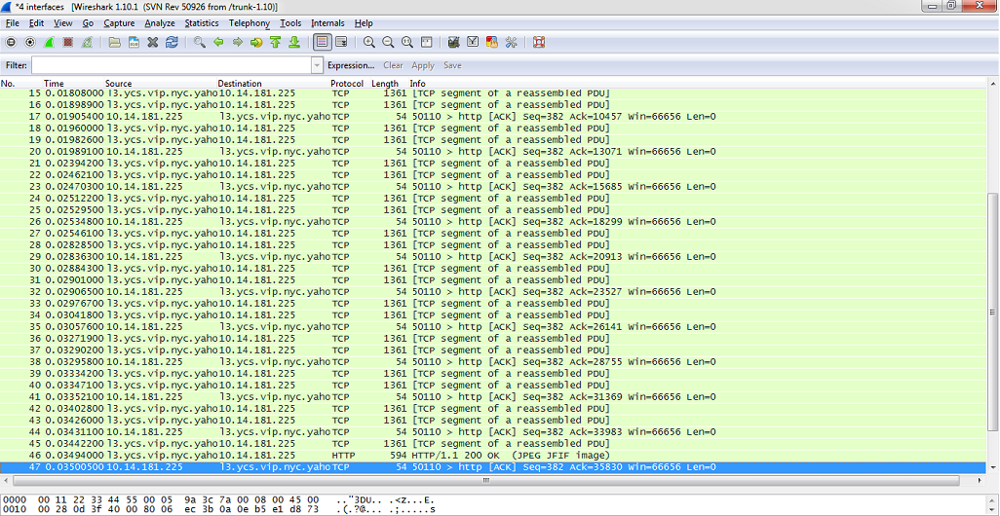 *4 interfaces [Wireshark 1.10.1 (SVN Rev 50926 from /trunk-1.10)]
File Edit View Go Capture Analyze Statistics Telephony Tools Internals Help
Filter: Expression... Clear Apply Save
No. Time Source Destination Protocol Length Info
15 0.01808000 l3.ycs.vip.nyc.yaho 10.14.181.225 TCP 1361 [TCP segment of a reassembled PDU]
16 0.01898900 l3.ycs.vip.nyc.yaho 10.14.181.225 TCP 1361 [TCP segment of a reassembled PDU]
17 0.01905400 10.14.181.225 l3.ycs.vip.nyc.yaho TCP 54 50110 > http [ACK] Seq=382 Ack=10457 Win=66656 Len=0
18 0.01960000 l3.ycs.vip.nyc.yaho 10.14.181.225 TCP 1361 [TCP segment of a reassembled PDU]
19 0.01982600 l3.ycs.vip.nyc.yaho 10.14.181.225 TCP 1361 [TCP segment of a reassembled PDU]
20 0.01989100 10.14.181.225 l3.ycs.vip.nyc.yaho TCP 54 50110 > http [ACK] Seq=382 Ack=13071 Win=66656 Len=0
21 0.02394200 l3.ycs.vip.nyc.yaho 10.14.181.225 TCP 1361 [TCP segment of a reassembled PDU]
22 0.02462100 l3.ycs.vip.nyc.yaho 10.14.181.225 TCP 1361 [TCP segment of a reassembled PDU]
23 0.02470300 10.14.181.225 l3.ycs.vip.nyc.yaho TCP 54 50110 > http [ACK] Seq=382 Ack=15685 Win=66656 Len=0
24 0.02512200 l3.ycs.vip.nyc.yaho 10.14.181.225 TCP 1361 [TCP segment of a reassembled PDU]
25 0.02529500 l3.ycs.vip.nyc.yaho 10.14.181.225 TCP 1361 [TCP segment of a reassembled PDU]
26 0.02534800 10.14.181.225 l3.ycs.vip.nyc.yaho TCP 54 50110 > http [ACK] Seq=382 Ack=18299 Win=66656 Len=0
27 0.02546100 l3.ycs.vip.nyc.yaho 10.14.181.225 TCP 1361 [TCP segment of a reassembled PDU]
28 0.02828500 l3.ycs.vip.nyc.yaho 10.14.181.225 TCP 1361 [TCP segment of a reassembled PDU]
29 0.02836300 10.14.181.225 l3.ycs.vip.nyc.yaho TCP 54 50110 > http [ACK] Seq=382 Ack=20913 Win=66656 Len=0
30 0.02884300 l3.ycs.vip.nyc.yaho 10.14.181.225 TCP 1361 [TCP segment of a reassembled PDU]
31 0.02901000 l3.ycs.vip.nyc.yaho 10.14.181.225 TCP 1361 [TCP segment of a reassembled PDU]
32 0.02906500 10.14.181.225 l3.ycs.vip.nyc.yaho TCP 54 50110 > http [ACK] Seq=382 Ack=23527 Win=66656 Len=0
33 0.02976700 l3.ycs.vip.nyc.yaho 10.14.181.225 TCP 1361 [TCP segment of a reassembled PDU]
34 0.03041800 l3.ycs.vip.nyc.yaho 10.14.181.225 TCP 1361 [TCP segment of a reassembled PDU]
35 0.03057600 10.14.181.225 l3.ycs.vip.nyc.yaho TCP 54 50110 > http [ACK] Seq=382 Ack=26141 Win=66656 Len=0
36 0.03271900 l3.ycs.vip.nyc.yaho 10.14.181.225 TCP 1361 [TCP segment of a reassembled PDU]
37 0.03290200 l3.ycs.vip.nyc.yaho 10.14.181.225 TCP 1361 [TCP segment of a reassembled PDU]
38 0.03295800 10.14.181.225 l3.ycs.vip.nyc.yaho TCP 54 50110 > http [ACK] Seq=382 Ack=28755 Win=66656 Len=0
39 0.03334200 l3.ycs.vip.nyc.yaho 10.14.181.225 TCP 1361 [TCP segment of a reassembled PDU]
40 0.03347100 l3.ycs.vip.nyc.yaho 10.14.181.225 TCP 1361 [TCP segment of a reassembled PDU]
41 0.03352100 10.14.181.225 l3.ycs.vip.nyc.yaho TCP 54 50110 > http [ACK] Seq=382 Ack=31369 Win=66656 Len=0
42 0.03402800 l3.ycs.vip.nyc.yaho 10.14.181.225 TCP 1361 [TCP segment of a reassembled PDU]
43 0.03426000 l3.ycs.vip.nyc.yaho 10.14.181.225 TCP 1361 [TCP segment of a reassembled PDU]
44 0.03431100 10.14.181.225 l3.ycs.vip.nyc.yaho TCP 54 50110 > http [ACK] Seq=382 Ack=33983 Win=66656 Len=0
45 0.03442200 l3.ycs.vip.nyc.yaho 10.14.181.225 TCP 1361 [TCP segment of a reassembled PDU]
46 0.03494000 l3.ycs.vip.nyc.yaho 10.14.181.225 HTTP 594 HTTP/1.1 200 OK (JPEG JFIF image)
47 0.03500500 10.14.181.225 l3.ycs.vip.nyc.yaho TCP 54 50110 > http [ACK] Seq=382 Ack=35830 Win=66656 Len=0
0000 00 11 22 33 44 55 00 05 9a 3c 7a 00 08 00 45 00 .."3DU.. .<z...E.
0010 00 28 0d 3f 40 00 80 06 ec 3b 0a 0e b5 e1 d8 73 .(.?@... .;.....s